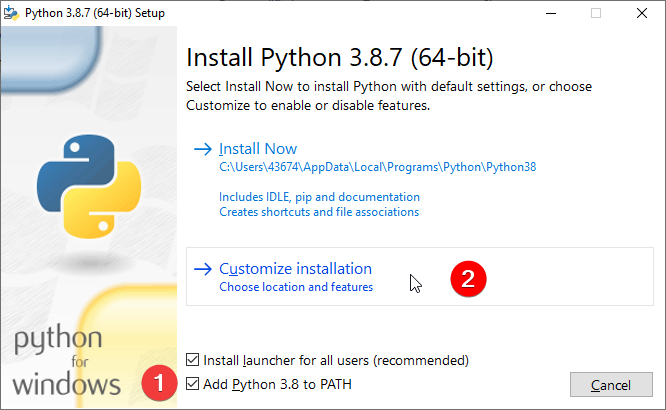 Python 3.8.7 (64-bit) Setup
Install Python 3.8.7 (64-bit)
Select Install Now to install Python with default settings, or choose
Customize to enable or disable features.
Install Now
C:\Users\43674\AppData\Local\Programs\Python\Python38
Includes IDLE, pip and documentation
Creates shortcuts and file associations
Customize installation
Choose location and features
2
python
for
windows
1
Install launcher for all users (recommended)
Add Python 3.8 to PATH
Cancel